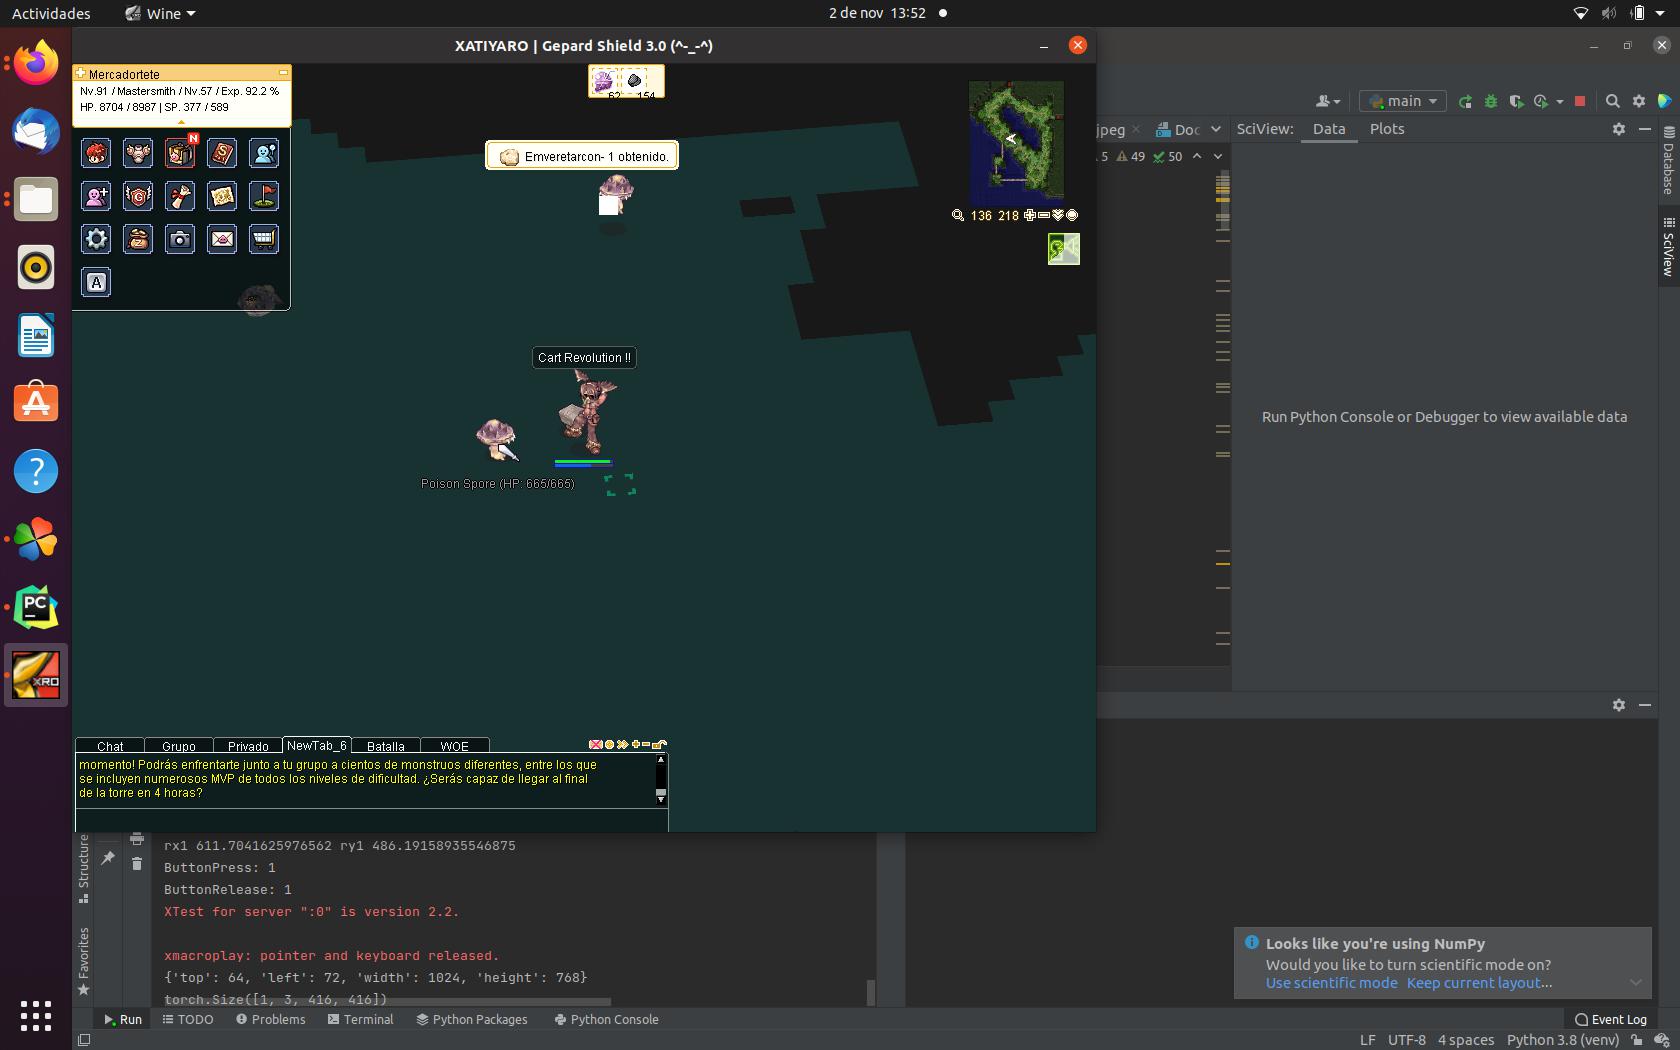 Actividades
Wine
2 de nov 13:52
XATIYARO | Gepard Shield 3.0 (^-_-^)
Mercadortete
Nv.91 / Mastersmith / Nv.57 / Exp. 92.2 %
HP. 8704 / 8987 | SP. 377 / 589
N
A
62 154
Emveretarcon- 1 obtenido.
136 218
Cart Revolution !!
Poison Spore (HP: 665/665)
Chat Grupo Privado NewTab_6 Batalla WOE
momento! Podrás enfrentarte junto a tu grupo a cientos de monstruos diferentes, entre los que
se incluyen numerosos MVP de todos los niveles de dificultad. ¿Serás capaz de llegar al final
de la torre en 4 horas?
main
jpeg
Doc
SciView: Data Plots
5 49 50
Database
SciView
Run Python Console or Debugger to view available data
PC
XRO
Structure
Favorites
rx1 611.7041625976562 ry1 486.19158935546875
ButtonPress: 1
ButtonRelease: 1
XTest for server ":0" is version 2.2.
xmacroplay: pointer and keyboard released.
{'top': 64, 'left': 72, 'width': 1024, 'height': 768}
torch.Size([1, 3, 416, 416])
Looks like you're using NumPy
Would you like to turn scientific mode on?
Use scientific mode Keep current layout...
Run TODO Problems Terminal Python Packages Python Console
Event Log
LF UTF-8 4 spaces Python 3.8 (venv)